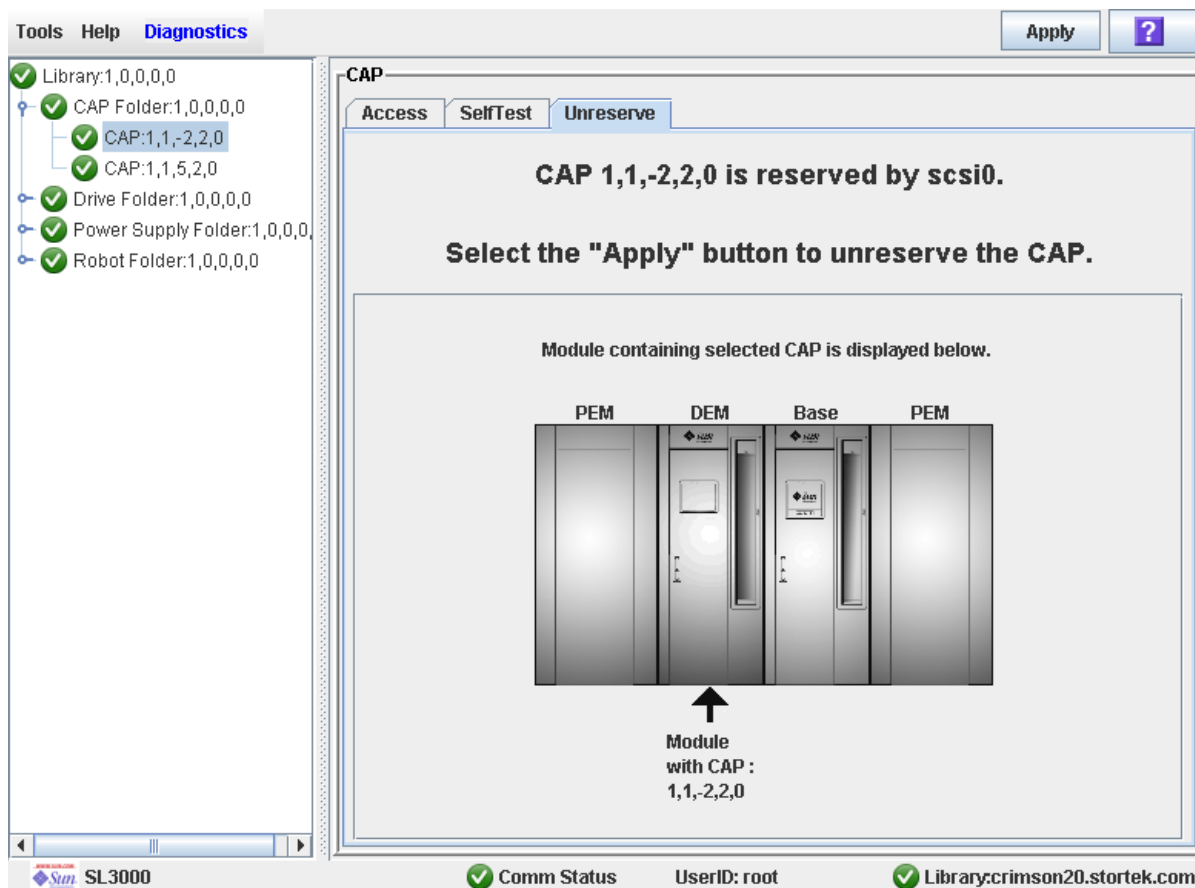 Tools Help Diagnostics
Apply ?
Library:1,0,0,0,0
CAP Folder:1,0,0,0,0
CAP:1,1,-2,2,0
CAP:1,1,5,2,0
Drive Folder:1,0,0,0,0
Power Supply Folder:1,0,0,0,
Robot Folder:1,0,0,0,0
CAP
Access SelfTest Unreserve
CAP 1,1,-2,2,0 is reserved by scsi0.
Select the "Apply" button to unreserve the CAP.
Module containing selected CAP is displayed below.
PEM DEM Base PEM
Sun
Module
with CAP :
1,1,-2,2,0
Sun SL3000 Comm Status UserID: root Library:crimson20.stortek.com